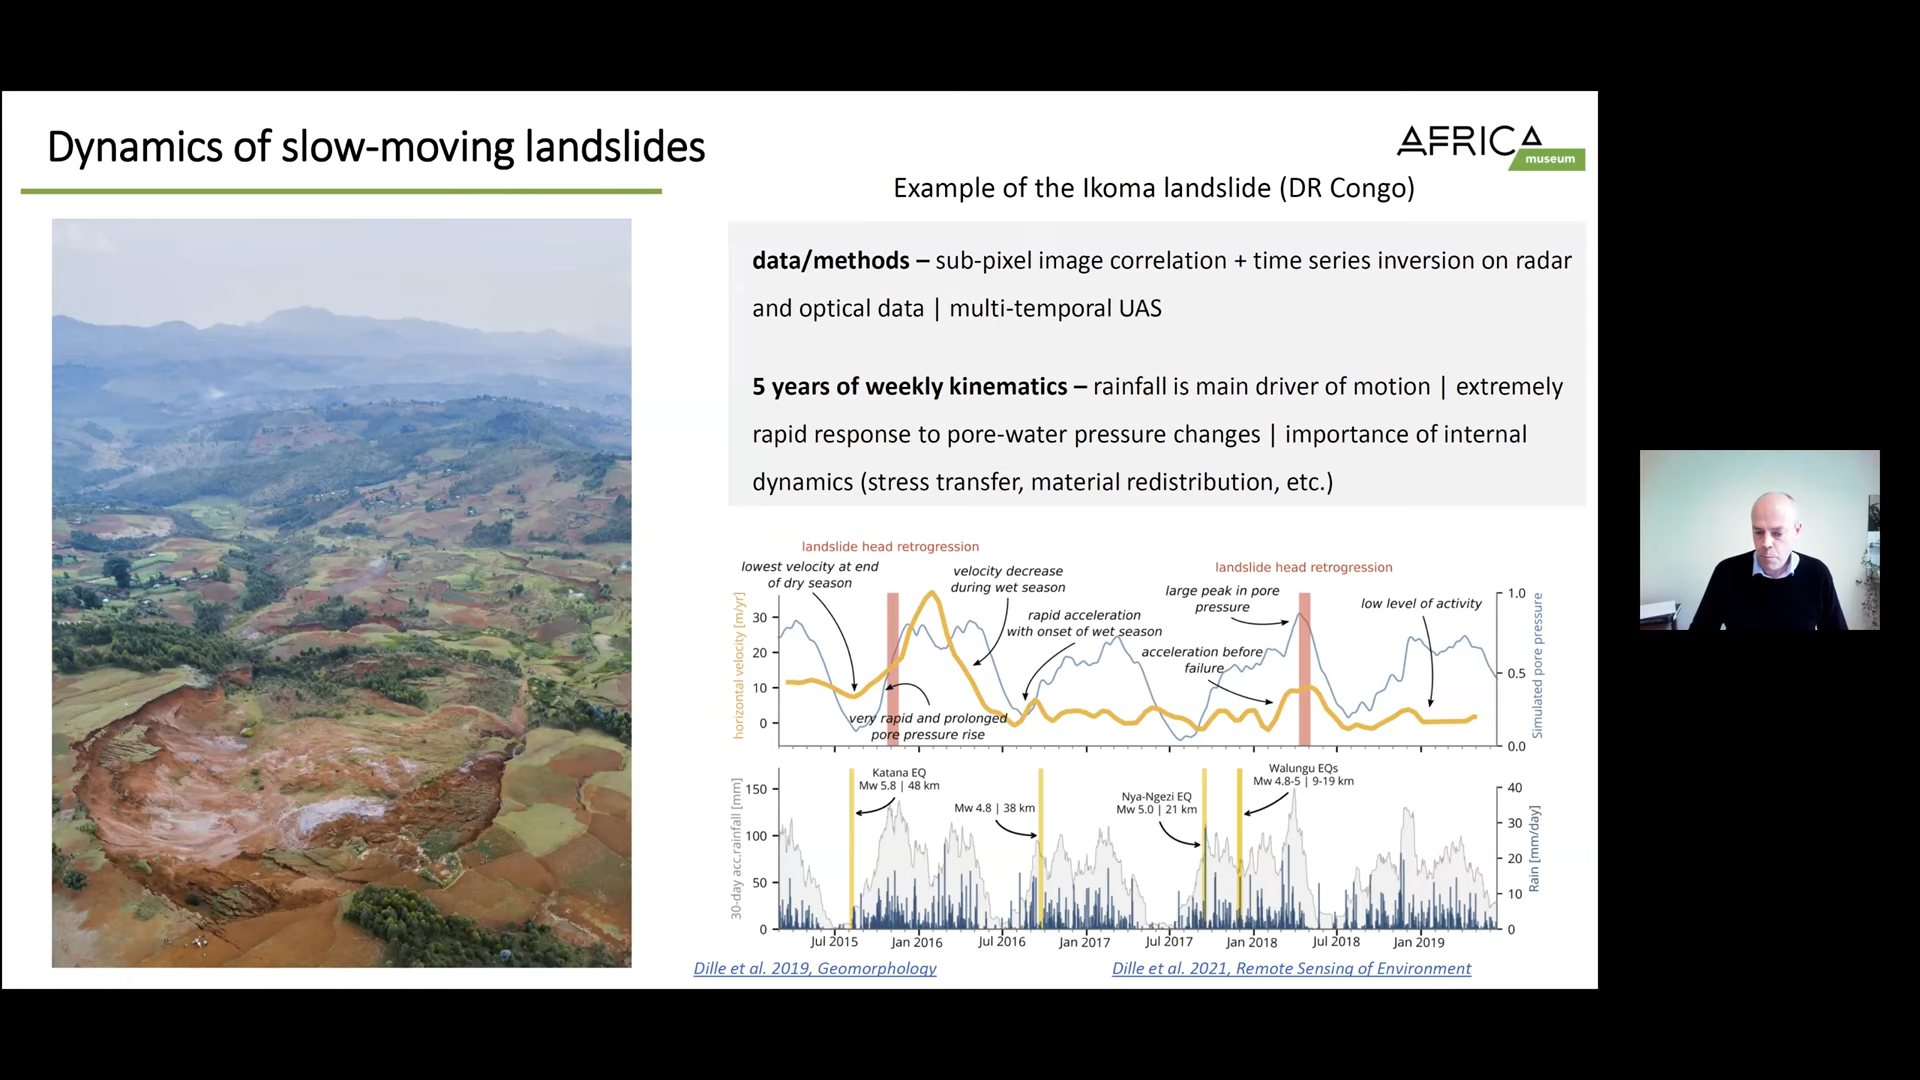 Dynamics of slow-moving landslides
AFRICA
museum
Example of the Ikoma landslide (DR Congo)
data/methods – sub-pixel image correlation + time series inversion on radar
and optical data | multi-temporal UAS
5 years of weekly kinematics – rainfall is main driver of motion | extremely
rapid response to pore-water pressure changes | importance of internal
dynamics (stress transfer, material redistribution, etc.)
landslide head retrogression
lowest velocity at end
of dry season
velocity decrease
during wet season
rapid acceleration
with onset of wet season
very rapid and prolonged
pore pressure rise
landslide head retrogression
large peak in pore
pressure
acceleration before
failure
low level of activity
horizontal velocity [m/yr]
30
20
10
0
1.0
0.5
0.0
Simulated pore pressure
30-day acc.rainfall [mm]
150
100
50
0
Katana EQ
Mw 5.8 | 48 km
Mw 4.8 | 38 km
Nya-Ngezi EQ
Mw 5.0 | 21 km
Walungu EQs
Mw 4.8-5 | 9-19 km
40
30
20
10
0
Rain [mm/day]
Jul 2015
Jan 2016
Jul 2016
Jan 2017
Jul 2017
Jan 2018
Jul 2018
Jan 2019
Dille et al. 2019, Geomorphology
Dille et al. 2021, Remote Sensing of Environment